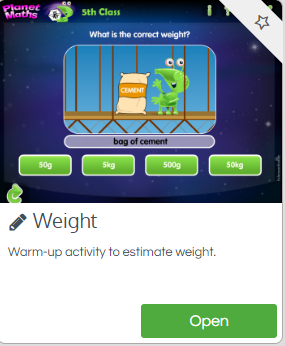 Planet
Maths
5th Class
What is the correct weight?
CEMENT
bag of cement
50g
5kg
500g
50kg
Weight
Warm-up activity to estimate weight.
Open